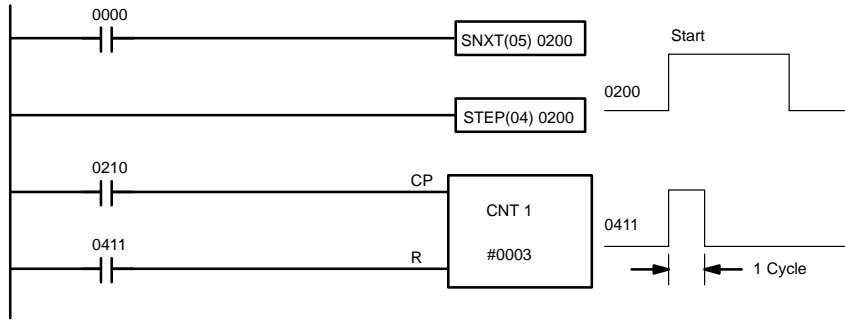 0000
SNXT(05) 0200
Start
0200
STEP(04) 0200
0210
CP
CNT 1
#0003
0411
R
0411
1 Cycle